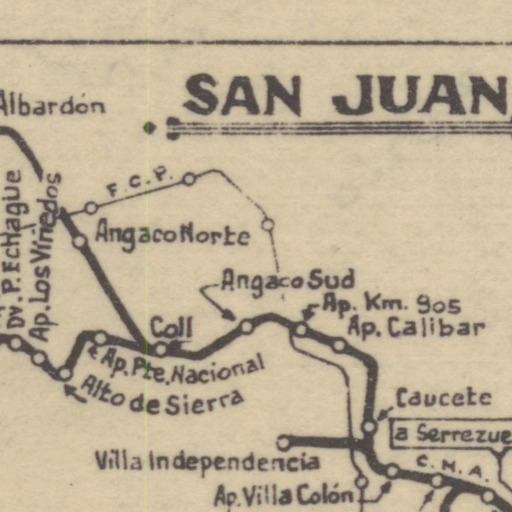 SAN JUAN
Albardón
F.C.P.
Dv. P. Echague
Ap. Los Viñedos
Angaco Norte
Angaco Sud
Ap. Km. 905
Ap. Calibar
Coll
Ap. Pte. Nacional
Alto de Sierra
Caucete
a Serrezue
Villa Independencia
C.N.A.
Ap. Villa Colón